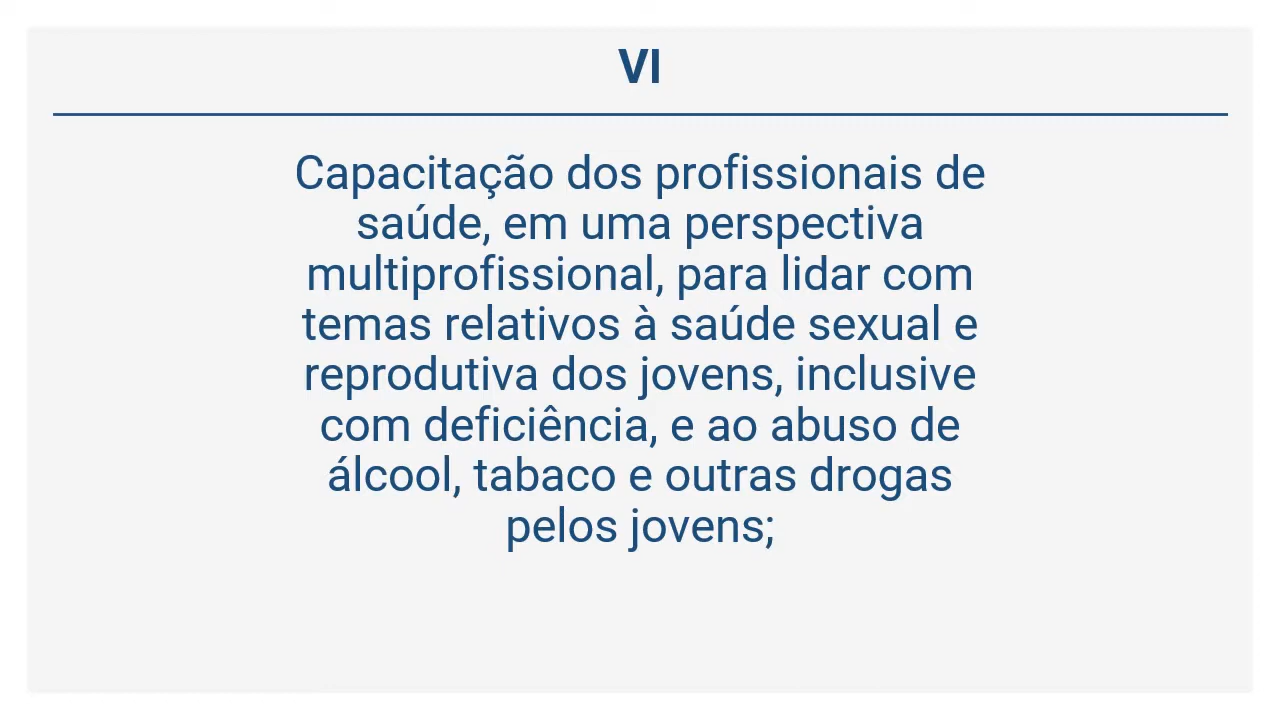 VI
Capacitação dos profissionais de
saúde, em uma perspectiva
multiprofissional, para lidar com
temas relativos à saúde sexual e
reprodutiva dos jovens, inclusive
com deficiência, e ao abuso de
álcool, tabaco e outras drogas
pelos jovens;